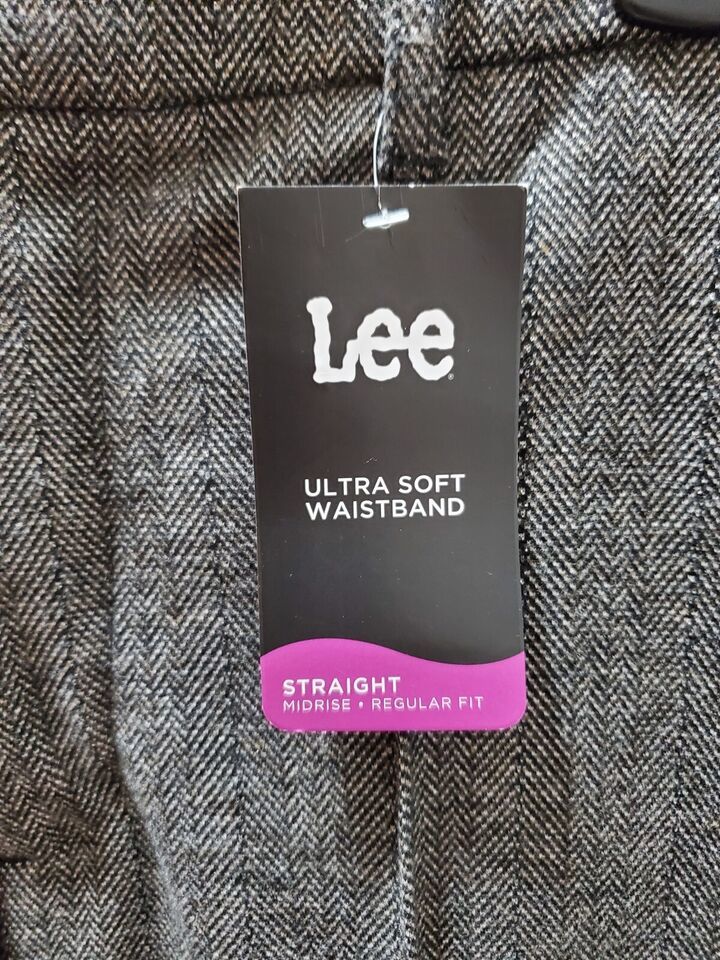 Lee
ULTRA SOFT
WAISTBAND
STRAIGHT
MIDRISE • REGULAR FIT